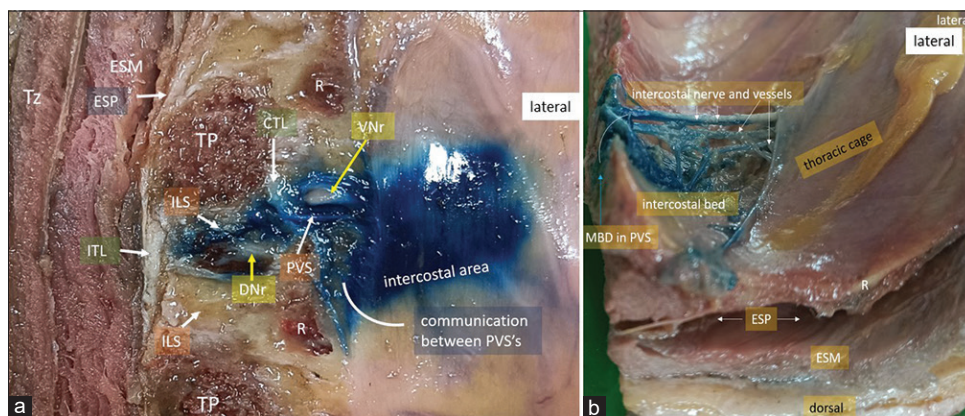 Tz
ESM
ESP
TP
R
CTL
VNr
lateral
ILS
ITL
DNr
PVS
intercostal area
ILS
R
communication
between PVS's
TP
a
latera
lateral
intercostal nerve and vessels
thoracic cage
intercostal bed
MBD in PVS
R
ESP
ESM
dorsal
b